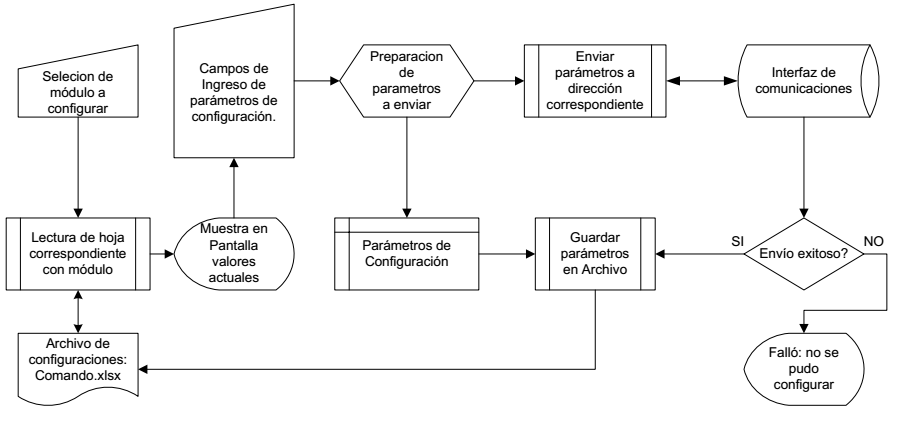 Selecion de
módulo a
configurar
Campos de
Ingreso de
parámetros de
configuración.
Preparacion
de
parametros
a enviar
Enviar
parámetros a
dirección
correspondiente
Interfaz de
comunicaciones
Lectura de hoja
correspondiente
con módulo
Muestra en
Pantalla
valores
actuales
Parámetros de
Configuración
Guardar
parámetros
en Archivo
SI
Envío exitoso?
NO
Archivo de
configuraciones:
Comando.xlsx
Falló: no se
pudo
configurar